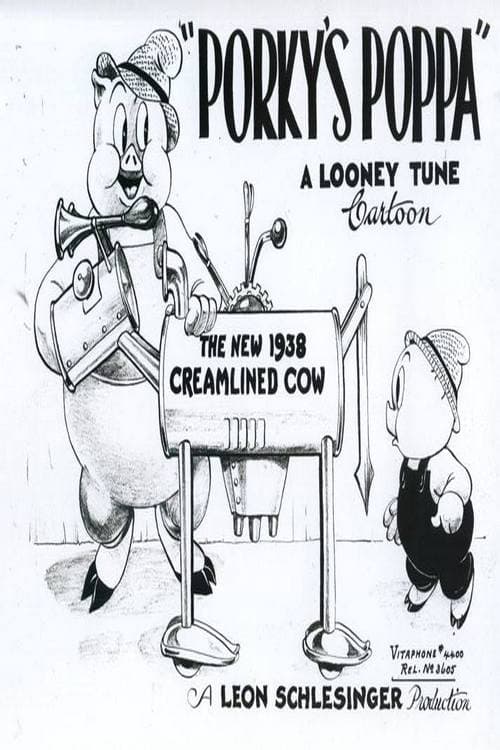 "PORKY'S POPPA"
A LOONEY TUNE
Cartoon
THE NEW 1938
CREAMLINED COW
VITAPHONE #4400
REL. Nº 3605
A LEON SCHLESINGER Production